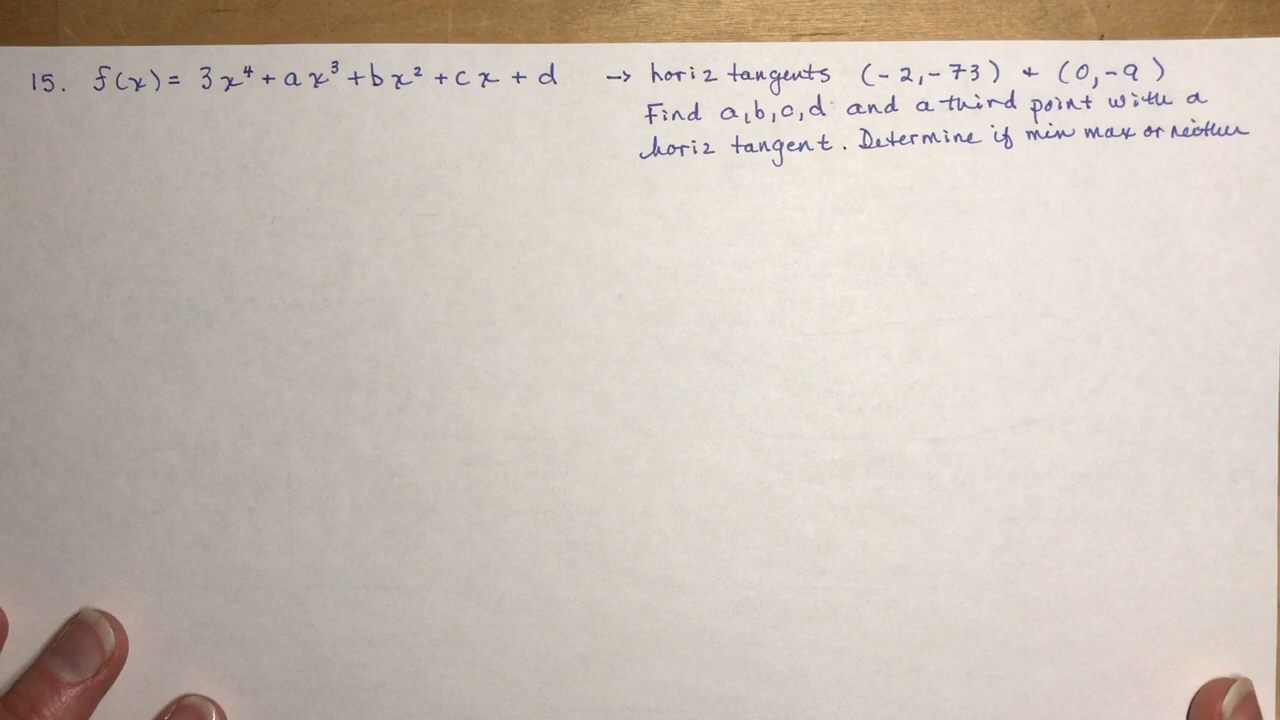 15. f(x) = 3x⁴ + ax³ + bx² + cx + d → horiz tangents (-2,-73) + (0,-9)
Find a,b,c,d and a third point with a
horiz tangent. Determine if min max or neither